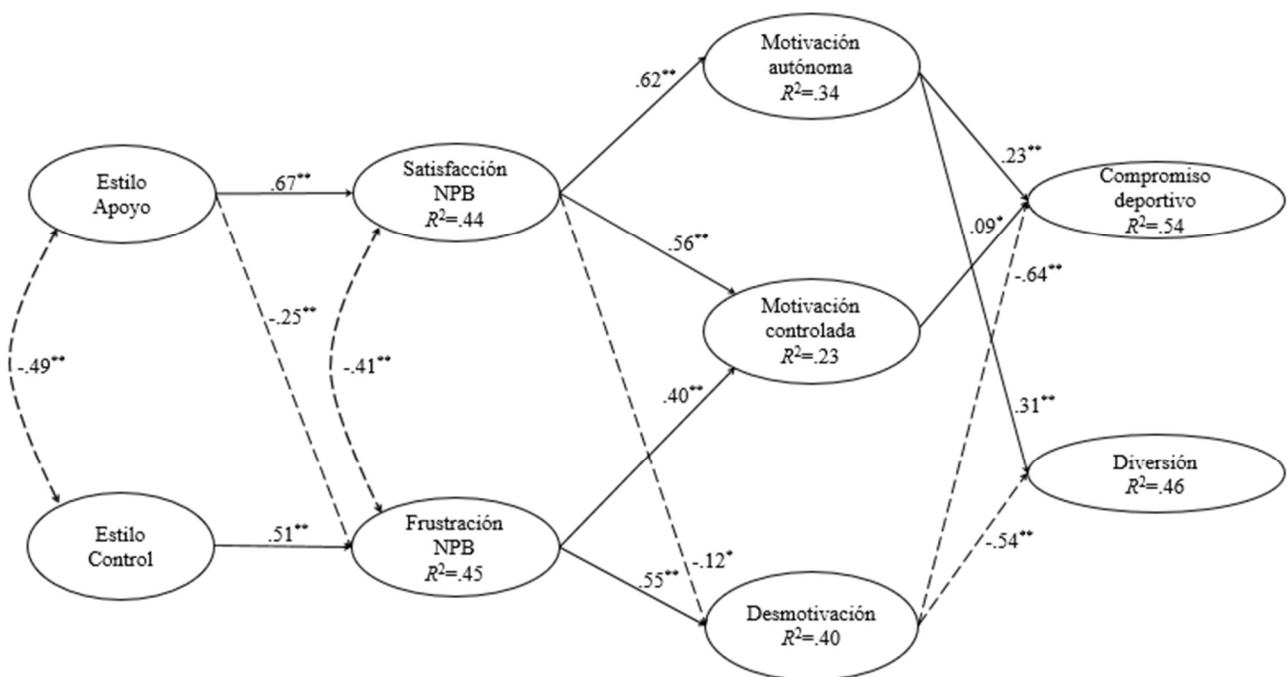 Estilo
Apoyo
Estilo
Control
-.49**
.67**
-.25**
.51**
Satisfacción
NPB
R²=.44
-.41**
Frustración
NPB
R²=.45
.62**
.56**
.40**
-.12*
.55**
Motivación
autónoma
R²=.34
Motivación
controlada
R²=.23
Desmotivación
R²=.40
.23**
.09*
-.64**
.31**
-.54**
Compromiso
deportivo
R²=.54
Diversión
R²=.46